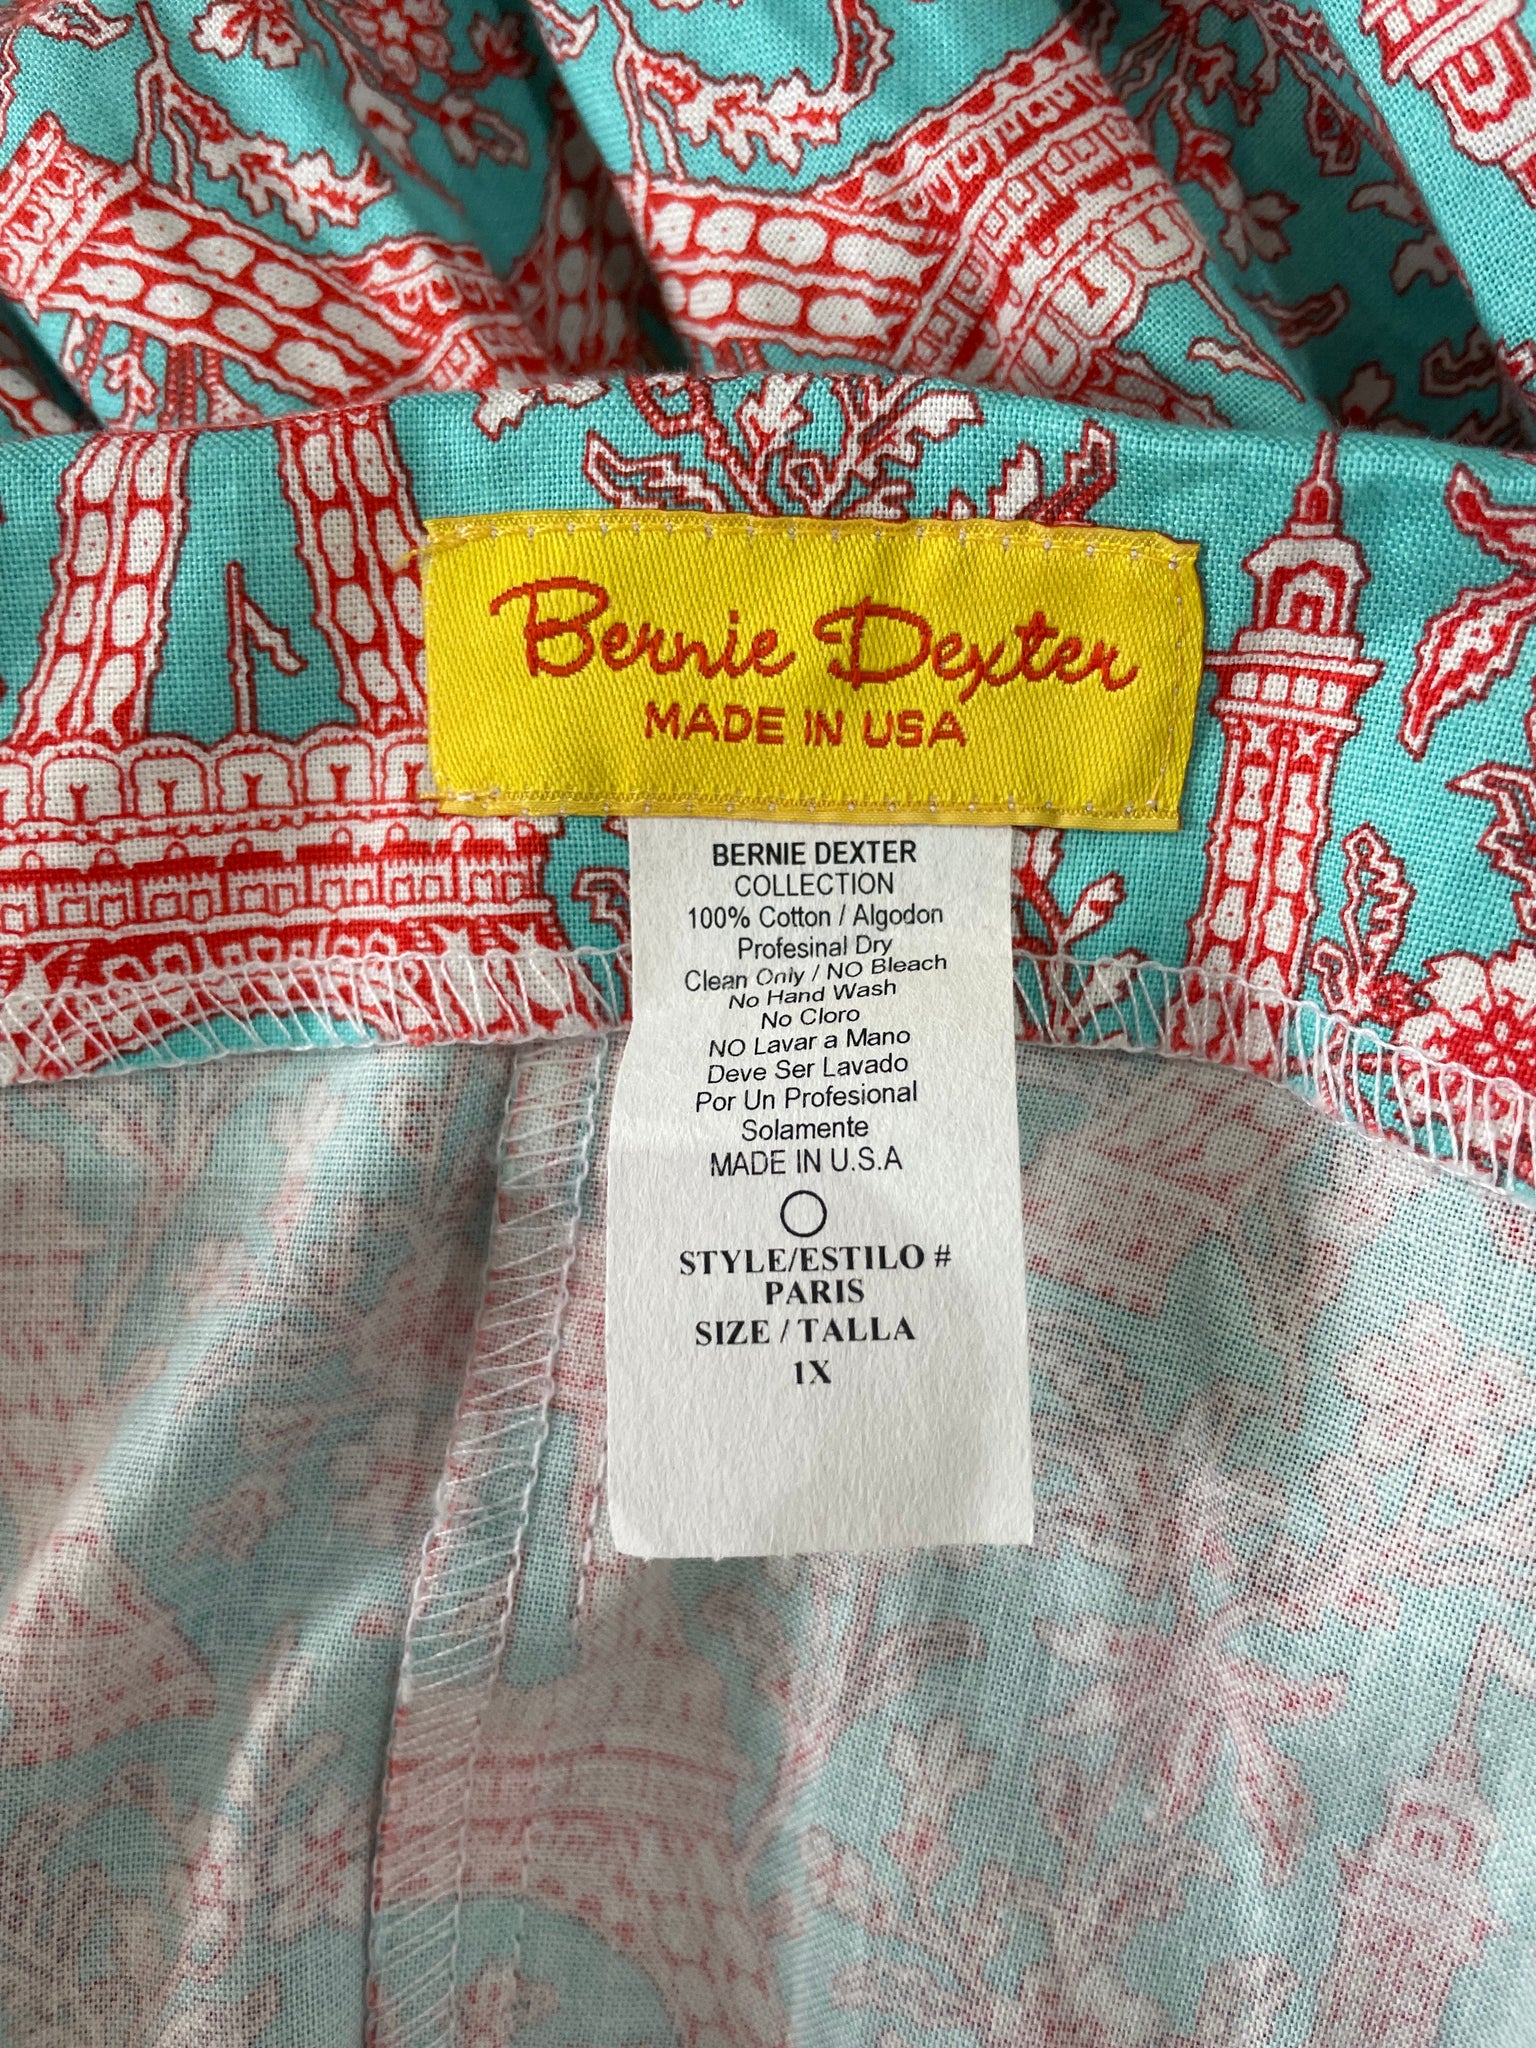 Bernie Dexter
MADE IN USA
BERNIE DEXTER
COLLECTION
100% Cotton / Algodon
Profesinal Dry
Clean Only / NO Bleach
No Hand Wash
No Cloro
NO Lavar a Mano
Deve Ser Lavado
Por Un Profesional
Solamente
MADE IN U.S.A
STYLE/ESTILO #
PARIS
SIZE / TALLA
1X